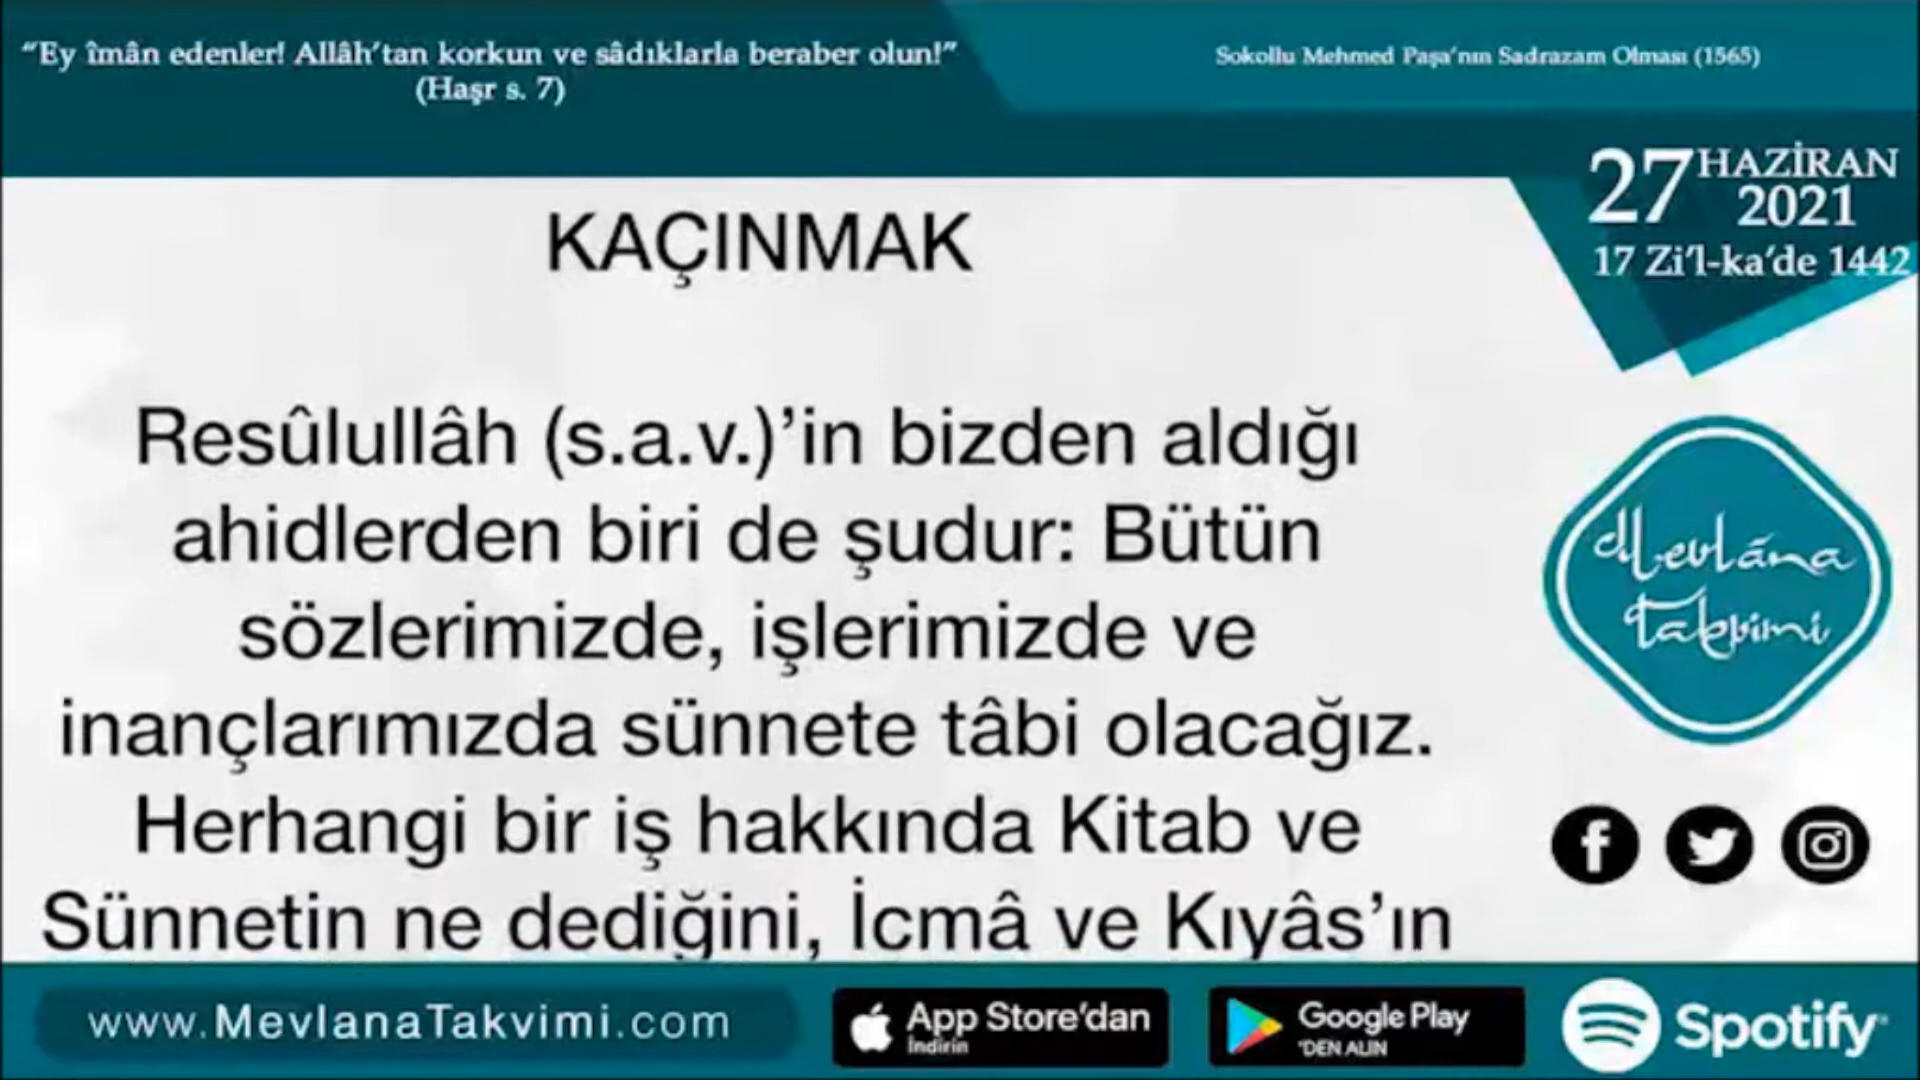 “Ey îmân edenler! Allâh’tan korkun ve sâdıklarla beraber olun!”
(Haşr s. 7)
Sokollu Mehmed Paşa’nın Sadrazam Olması (1565)
27 HAZİRAN
2021
17 Zi’l-ka’de 1442
KAÇINMAK
Resûlullâh (s.a.v.)’in bizden aldığı
ahidlerden biri de şudur: Bütün
sözlerimizde, işlerimizde ve
inançlarımızda sünnete tâbi olacağız.
Herhangi bir iş hakkında Kitab ve
Sünnetin ne dediğini, İcmâ ve Kıyâs’ın
Mevlâna
Takvimi
www.MevlanaTakvimi.com
App Store’dan
İndirin
Google Play
’DEN ALIN
Spotify